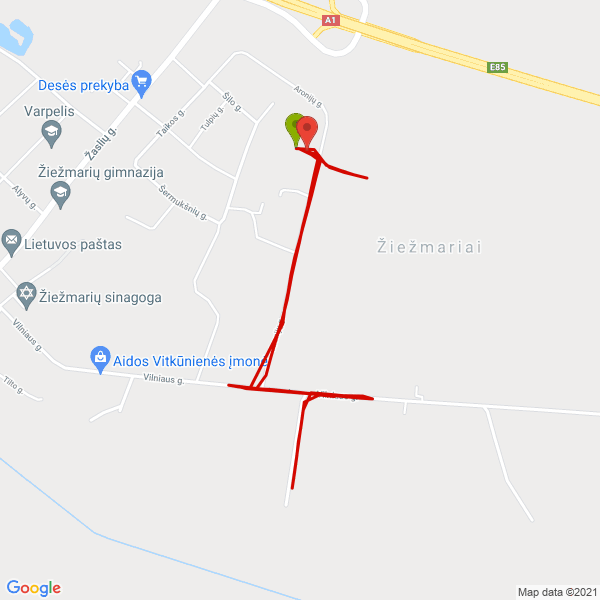 A1
E85
Desės prekyba
Aronijų g.
Šilo g.
Varpelis
Taikos g.
Tulpių g.
Žaslių g.
Žiežmarių gimnazija
Alyvų g.
Šermukšnių g.
Lietuvos paštas
Žiežmariai
Žiežmarių sinagoga
Vilniaus g.
Aidos Vitkūnienės įmonė
Vilniaus g.
Tilto g.
Google
Map data ©2021